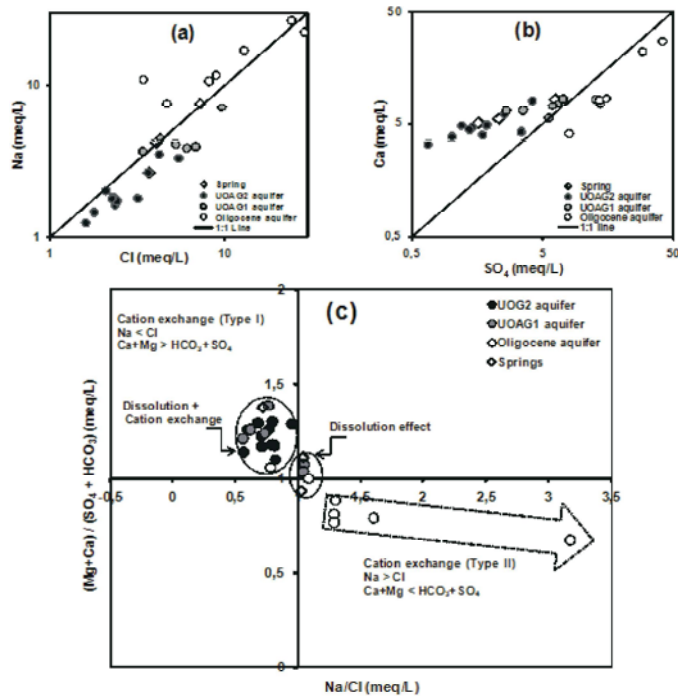 (a)
10
1
1
10
Na (meq/L)
Cl (meq/L)
Spring
UOAG2 aquifer
UOAG1 aquifer
Oligocene aquifer
1:1 Line
(b)
50
5
0,5
0,5
5
50
Ca (meq/L)
SO₄ (meq/L)
Spring
UOAG2 aquifer
UOAG1 aquifer
Oligocene aquifer
1:1 line
(c)
2
1,5
1
0,5
0
-0,5
0
0,5
1,5
2
2,5
3
3,5
(Mg+Ca) / (SO₄ + HCO₃) (meq/L)
Na/Cl (meq/L)
Cation exchange (Type I)
Na < Cl
Ca+Mg > HCO₃ + SO₄
UOG2 aquifer
UOAG1 aquifer
Oligocene aquifer
Springs
Dissolution +
Cation exchange
Dissolution effect
Cation exchange (Type II)
Na > Cl
Ca+Mg < HCO₃+ SO₄